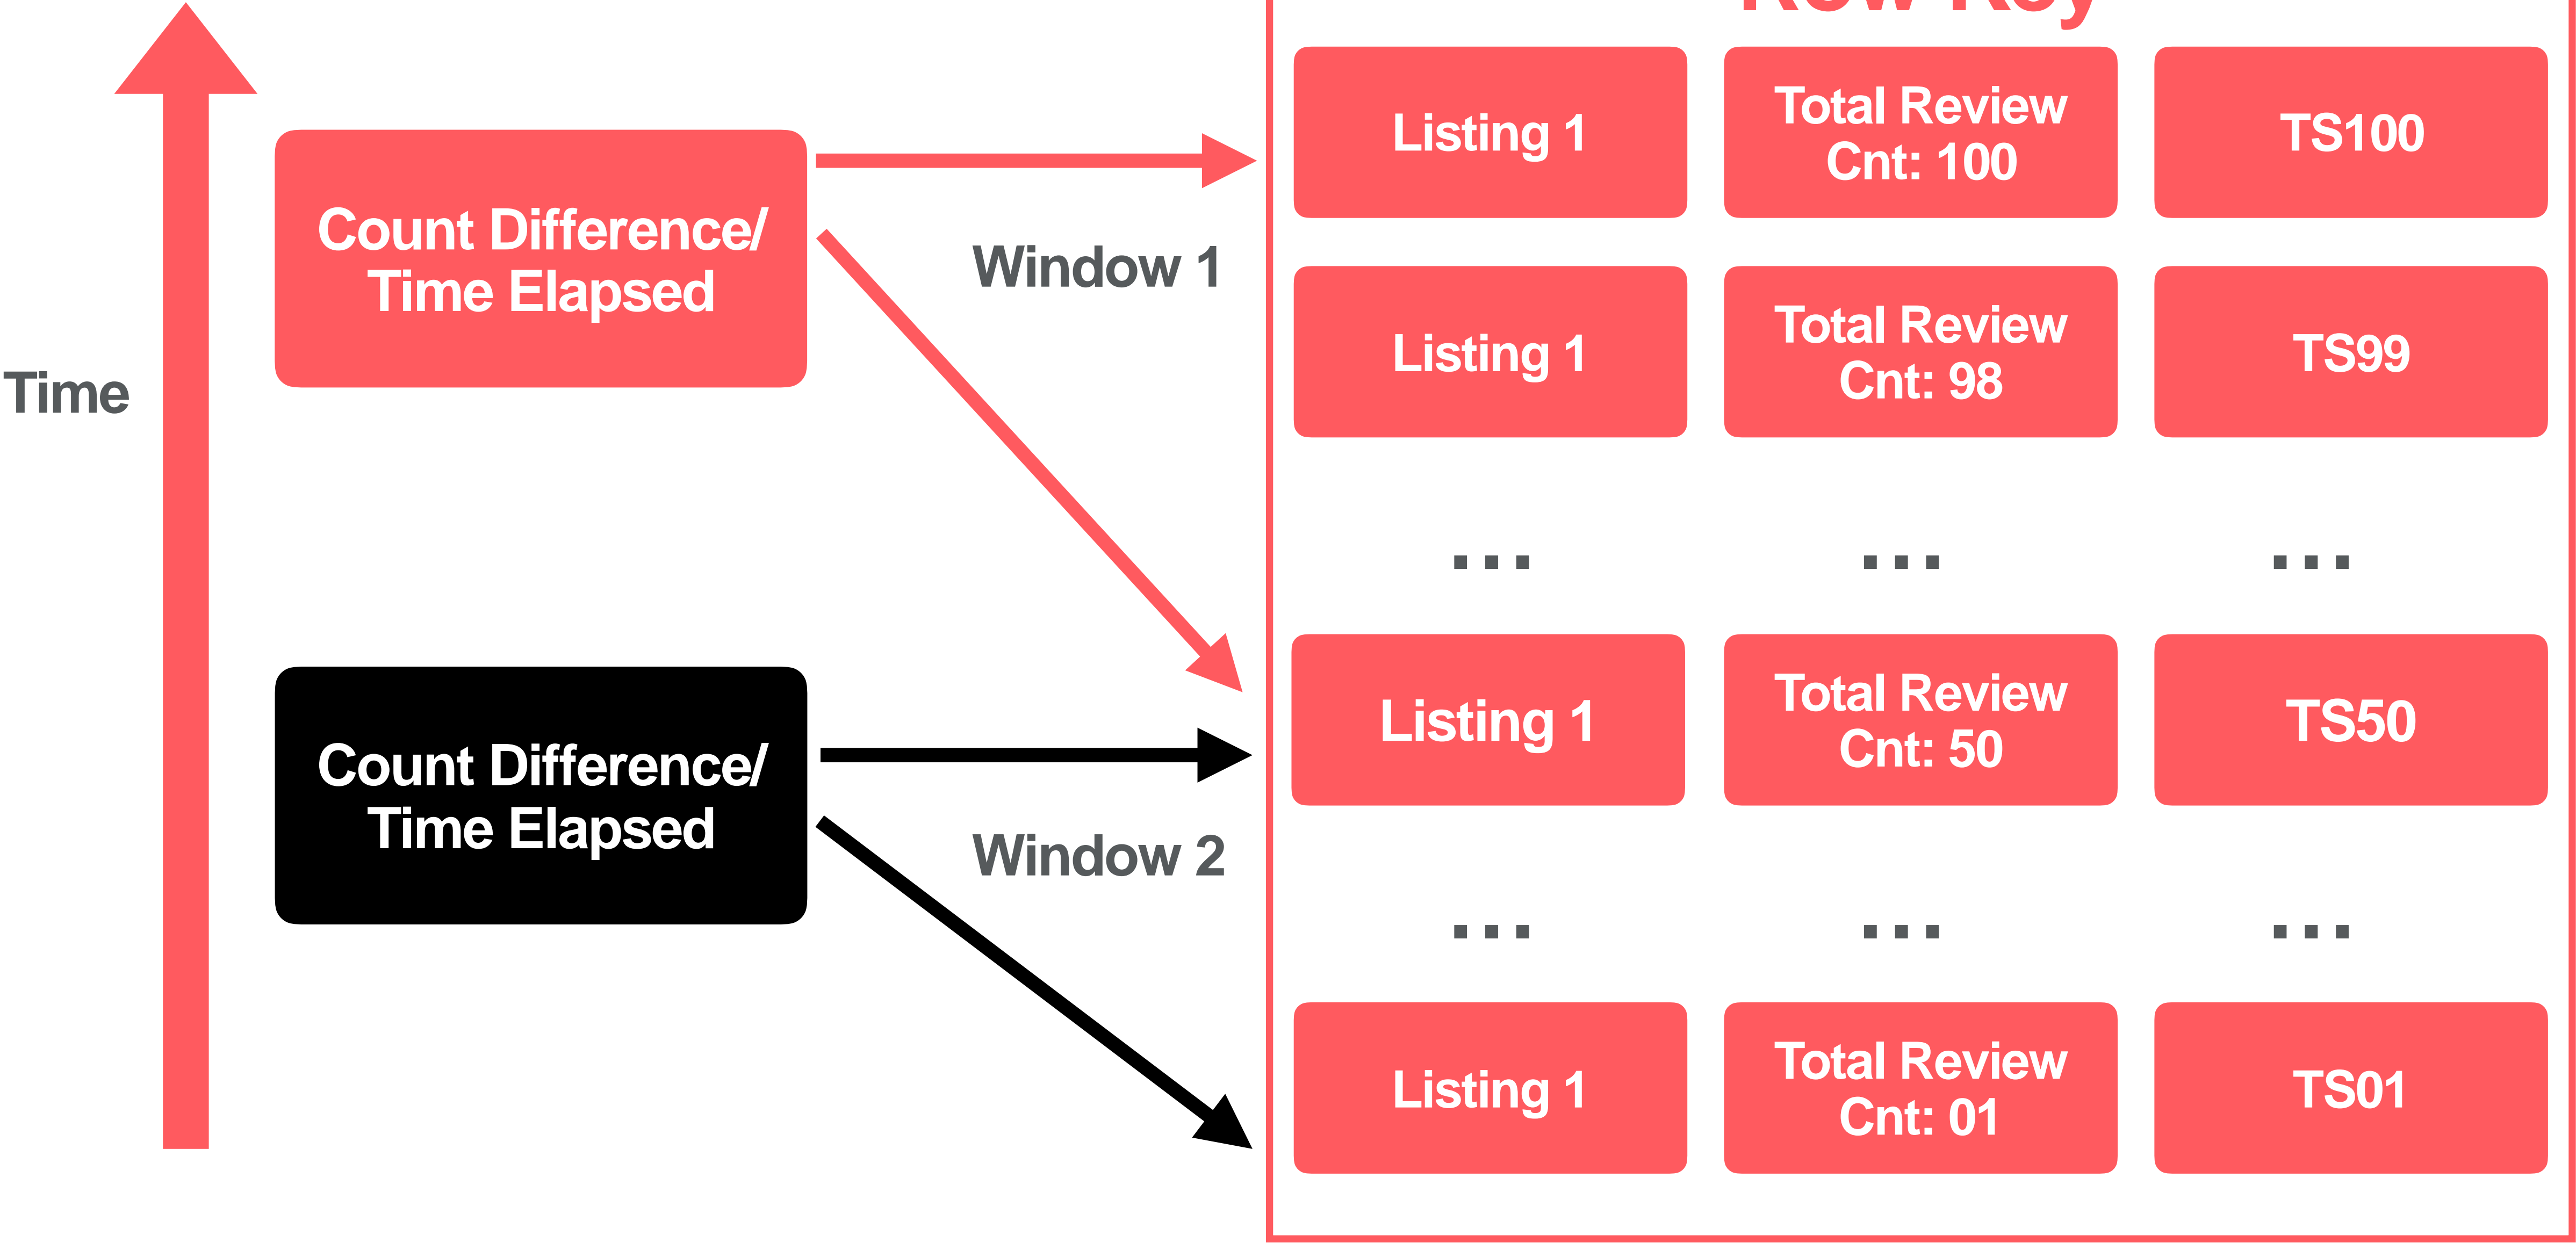 Row Key
Listing 1
Total Review
Cnt: 100
TS100
Count Difference/
Time Elapsed
Window 1
Listing 1
Total Review
Cnt: 98
TS99
Time
... ... ...
Listing 1
Total Review
Cnt: 50
TS50
Count Difference/
Time Elapsed
Window 2
... ... ...
Listing 1
Total Review
Cnt: 01
TS01